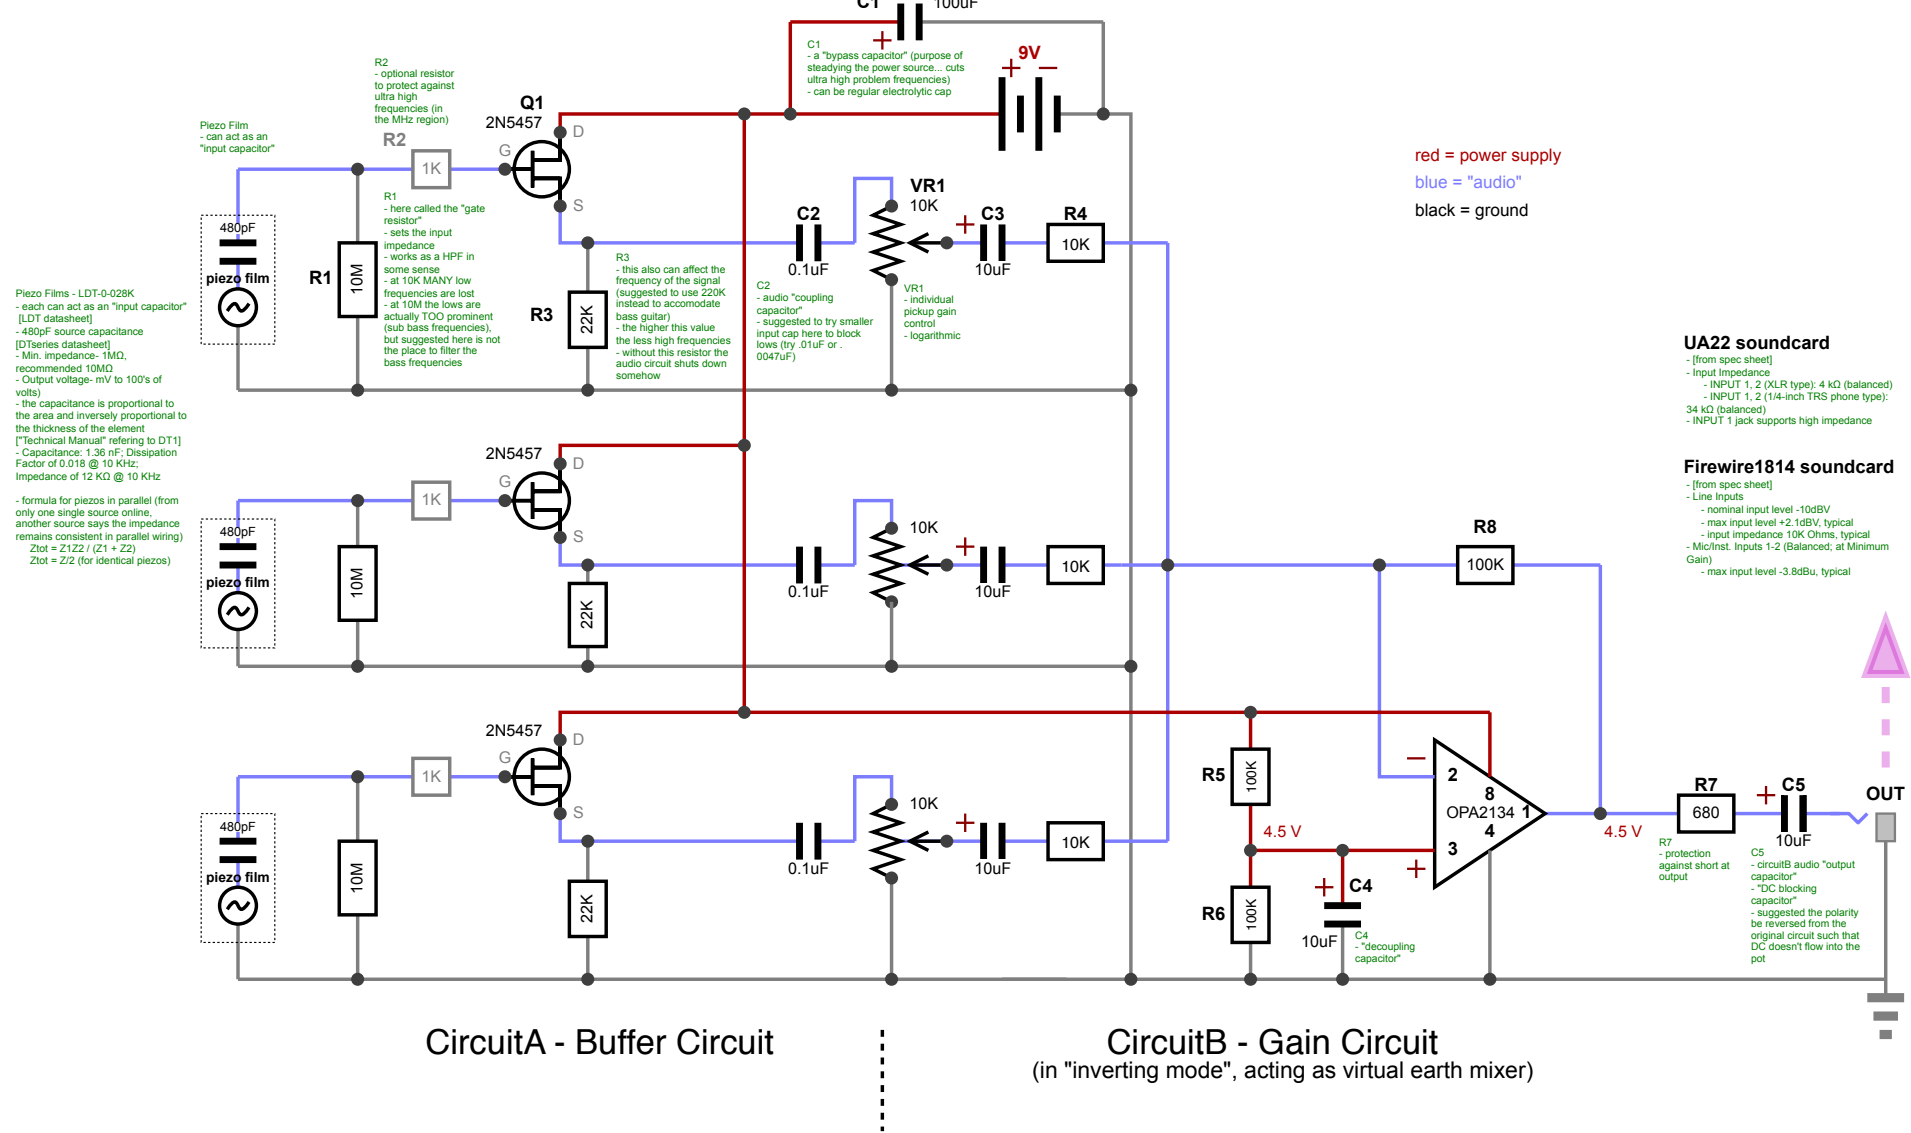 C1
100uF
C1
- a "bypass capacitor" (purpose of
steadying the power source... cuts
ultra high problem frequencies)
- can be regular electrolytic cap
9V
+ −
+
R2
- optional resistor
to protect against
ultra high
frequencies (in
the MHz region)
Piezo Film
- can act as an
"input capacitor"
Q1
2N5457
D
G
S
R2
1K
R1
- here called the "gate
resistor"
- sets the input
impedance
- works as a HPF in
some sense
- at 10K MANY low
frequencies are lost
- at 10M the lows are
actually TOO prominent
(sub bass frequencies),
but suggested here is not
the place to filter the
bass frequencies
480pF
piezo film
R1
10M
R3
22K
R3
- this also can affect the
frequency of the signal
(suggested to use 220K
instead to accomodate
bass guitar)
- the higher this value
the less high frequencies
- without this resistor the
audio circuit shuts down
somehow
C2
0.1uF
C2
- audio "coupling
capacitor"
- suggested to try smaller
input cap here to block
lows (try .01uF or .
0047uF)
VR1
10K
VR1
- individual
pickup gain
control
- logarithmic
+
C3
10uF
R4
10K
red = power supply
blue = "audio"
black = ground
Piezo Films - LDT-0-028K
- each can act as an "input capacitor"
[LDT datasheet]
- 480pF source capacitance
[DTseries datasheet]
- Min. impedance- 1MΩ,
recommended 10MΩ
- Output voltage- mV to 100's of
volts)
- the capacitance is proportional to
the area and inversely proportional to
the thickness of the element
["Technical Manual" refering to DT1]
- Capacitance: 1.36 nF; Dissipation
Factor of 0.018 @ 10 KHz;
Impedance of 12 KΩ @ 10 KHz
- formula for piezos in parallel (from
only one single source online,
another source says the impedance
remains consistent in parallel wiring)
Ztot = Z1Z2 / (Z1 + Z2)
Ztot = Z/2 (for identical piezos)
UA22 soundcard
- [from spec sheet]
- Input Impedance
- INPUT 1, 2 (XLR type): 4 kΩ (balanced)
- INPUT 1, 2 (1/4-inch TRS phone type):
34 kΩ (balanced)
- INPUT 1 jack supports high impedance
Firewire1814 soundcard
- [from spec sheet]
- Line Inputs
- nominal input level -10dBV
- max input level +2.1dBV, typical
- input impedance 10K Ohms, typical
- Mic/Inst. Inputs 1-2 (Balanced; at Minimum
Gain)
- max input level -3.8dBu, typical
2N5457
D
G
S
1K
480pF
piezo film
10M
22K
0.1uF
10K
+
10uF
10K
R8
100K
2N5457
D
G
S
1K
480pF
piezo film
10M
22K
0.1uF
10K
+
10uF
10K
R5
100K
4.5 V
R6
100K
+
C4
10uF
C4
- "decoupling
capacitor"
−
2
8
OPA2134 1
4
3
+
4.5 V
R7
680
R7
- protection
against short at
output
+
C5
10uF
C5
- circuitB audio "output
capacitor"
- "DC blocking
capacitor"
- suggested the polarity
be reversed from the
original circuit such that
DC doesn't flow into the
pot
OUT
CircuitA - Buffer Circuit
CircuitB - Gain Circuit
(in "inverting mode", acting as virtual earth mixer)